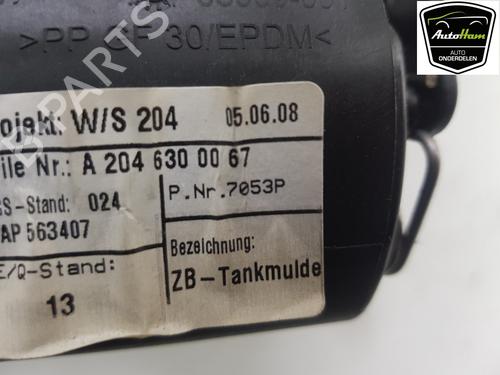 >PP GF 30/EPDM<
AutoHam
AUTO
ONDERDELEN
ojekt: W/S 204
05.06.08
ile Nr.: A 204 630 00 67
S-Stand: 024
P.Nr.7053P
AP 563407
E/Q-Stand:
13
Bezeichnung:
ZB-Tankmulde